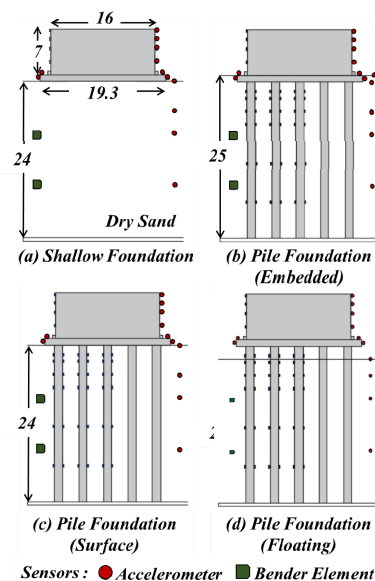 16
7
19.3
24
Dry Sand
(a) Shallow Foundation
25
(b) Pile Foundation
(Embedded)
24
(c) Pile Foundation
(Surface)
(d) Pile Foundation
(Floating)
Sensors : Accelerometer Bender Element